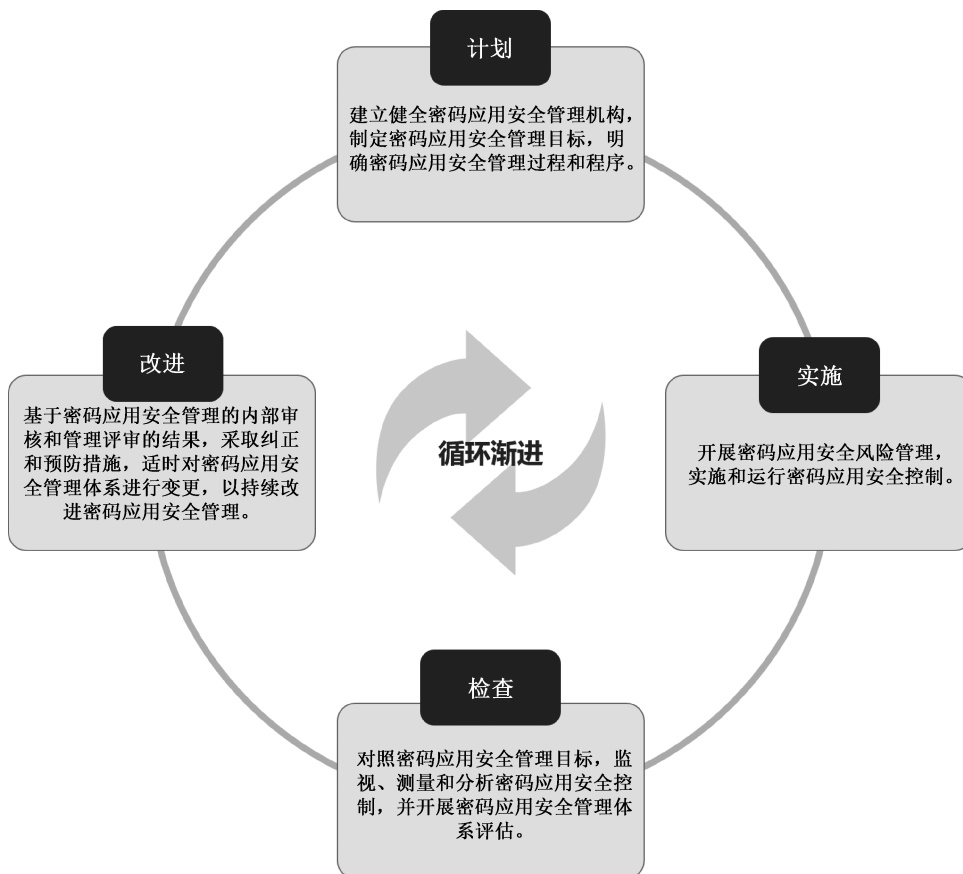 计划
建立健全密码应用安全管理机构，
制定密码应用安全管理目标，明
确密码应用安全管理过程和程序。
改进
基于密码应用安全管理的内部审
核和管理评审的结果，采取纠正
和预防措施，适时对密码应用安
全管理体系进行变更，以持续改
进密码应用安全管理。
循环渐进
实施
开展密码应用安全风险管理，
实施和运行密码应用安全控制。
检查
对照密码应用安全管理目标，监
视、测量和分析密码应用安全控
制，并开展密码应用安全管理体
系评估。